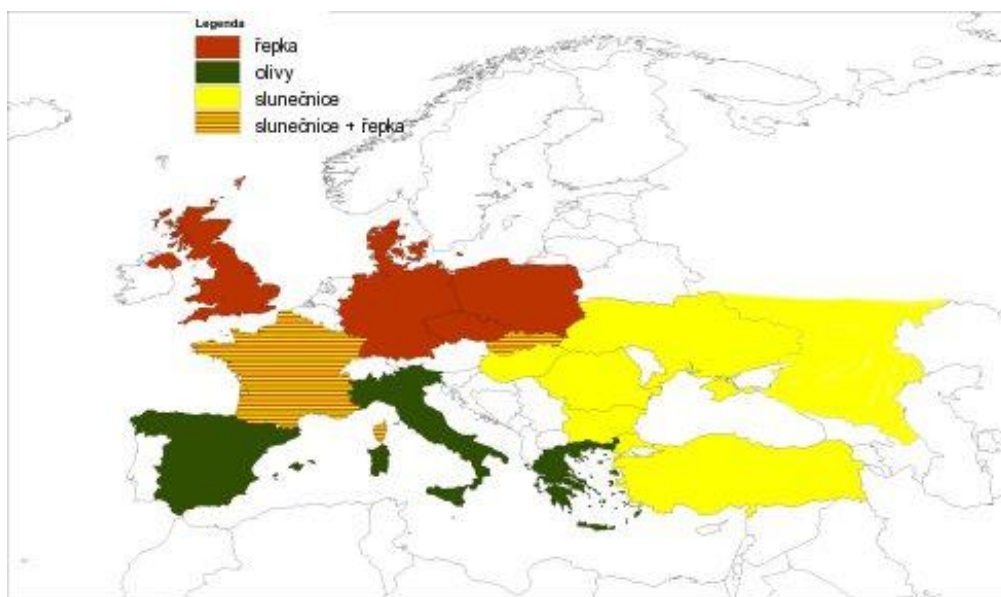 Legenda
řepka
olivy
slunečnice
slunečnice + řepka